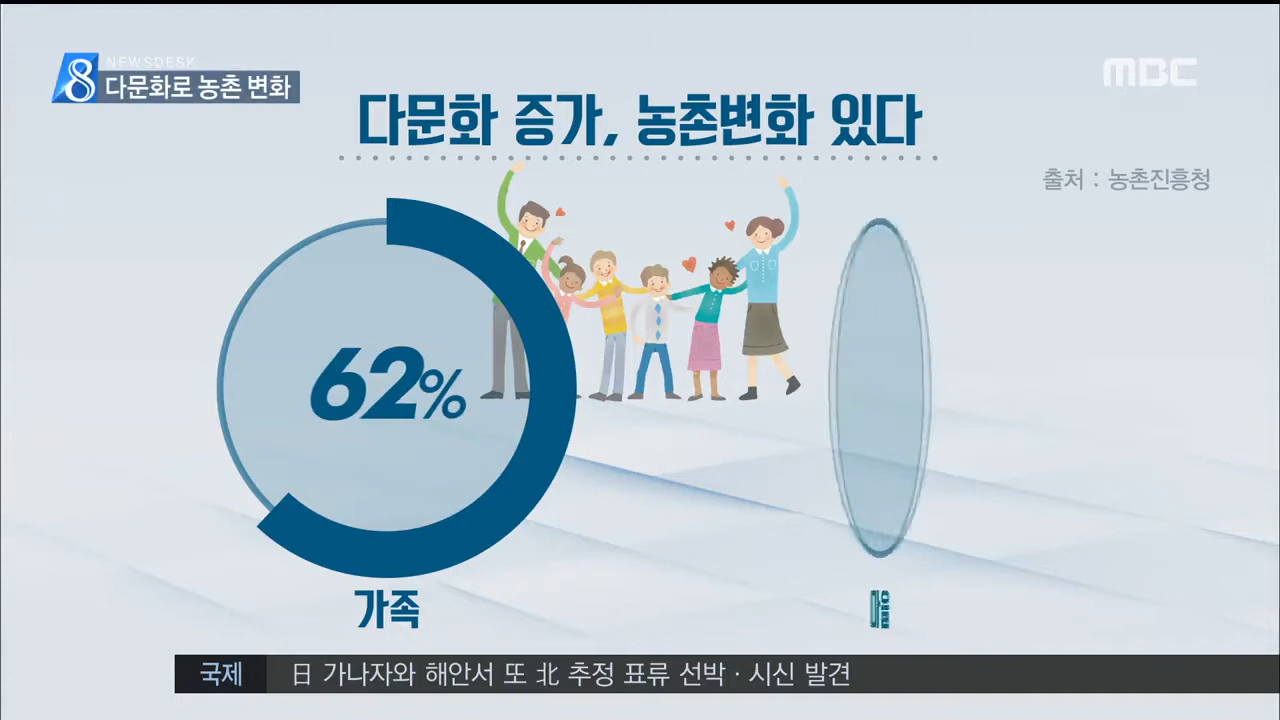 NEWSDESK
8 다문화로 농촌 변화
MBC
다문화 증가, 농촌변화 있다
출처 : 농촌진흥청
62%
가족
국제 日 가나자와 해안서 또 北 추정 표류 선박·시신 발견